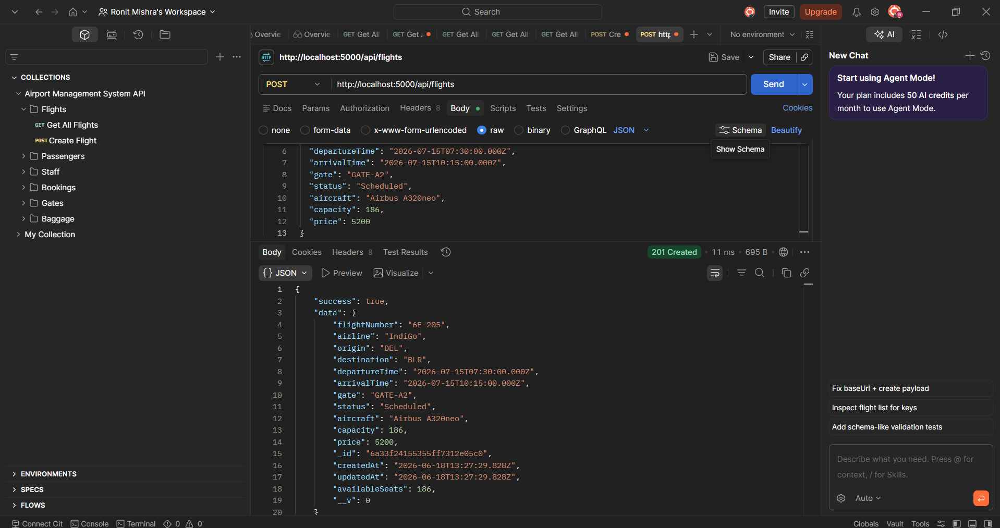 Ronit Mishra's Workspace
Search
Invite
Upgrade
Overvie
Overvie
GET Get All
GET Get
GET Get All
GET Get All
GET Get All
POST Cre
POST http
No environment
AI
COLLECTIONS
Airport Management System API
Flights
GET Get All Flights
POST Create Flight
Passengers
Staff
Bookings
Gates
Baggage
My Collection
ENVIRONMENTS
SPECS
FLOWS
HTTP
http://localhost:5000/api/flights
Save
Share
POST
http://localhost:5000/api/flights
Send
Docs
Params
Authorization
Headers 8
Body
Scripts
Tests
Settings
Cookies
none
form-data
x-www-form-urlencoded
raw
binary
GraphQL
JSON
Schema
Beautify
Show Schema
6 "departureTime": "2026-07-15T07:30:00.000Z",
7 "arrivalTime": "2026-07-15T10:15:00.000Z",
8 "gate": "GATE-A2",
9 "status": "Scheduled",
10 "aircraft": "Airbus A320neo",
11 "capacity": 186,
12 "price": 5200
13 }
Body
Cookies
Headers 8
Test Results
201 Created
11 ms
695 B
{} JSON
Preview
Visualize
1 {
2 "success": true,
3 "data": {
4 "flightNumber": "6E-205",
5 "airline": "IndiGo",
6 "origin": "DEL",
7 "destination": "BLR",
8 "departureTime": "2026-07-15T07:30:00.000Z",
9 "arrivalTime": "2026-07-15T10:15:00.000Z",
10 "gate": "GATE-A2",
11 "status": "Scheduled",
12 "aircraft": "Airbus A320neo",
13 "capacity": 186,
14 "price": 5200,
15 "_id": "6a33f24155355ff7312e05c0",
16 "createdAt": "2026-06-18T13:27:29.828Z",
17 "updatedAt": "2026-06-18T13:27:29.828Z",
18 "availableSeats": 186,
19 "__v": 0
20 }
New Chat
Start using Agent Mode!
Your plan includes 50 AI credits per
month to use Agent Mode.
Fix baseUrl + create payload
Inspect flight list for keys
Add schema-like validation tests
Describe what you need. Press @ for
context, / for Skills.
Auto
Connect Git
Console
Terminal
0
0
Globals
Vault
Tools
R